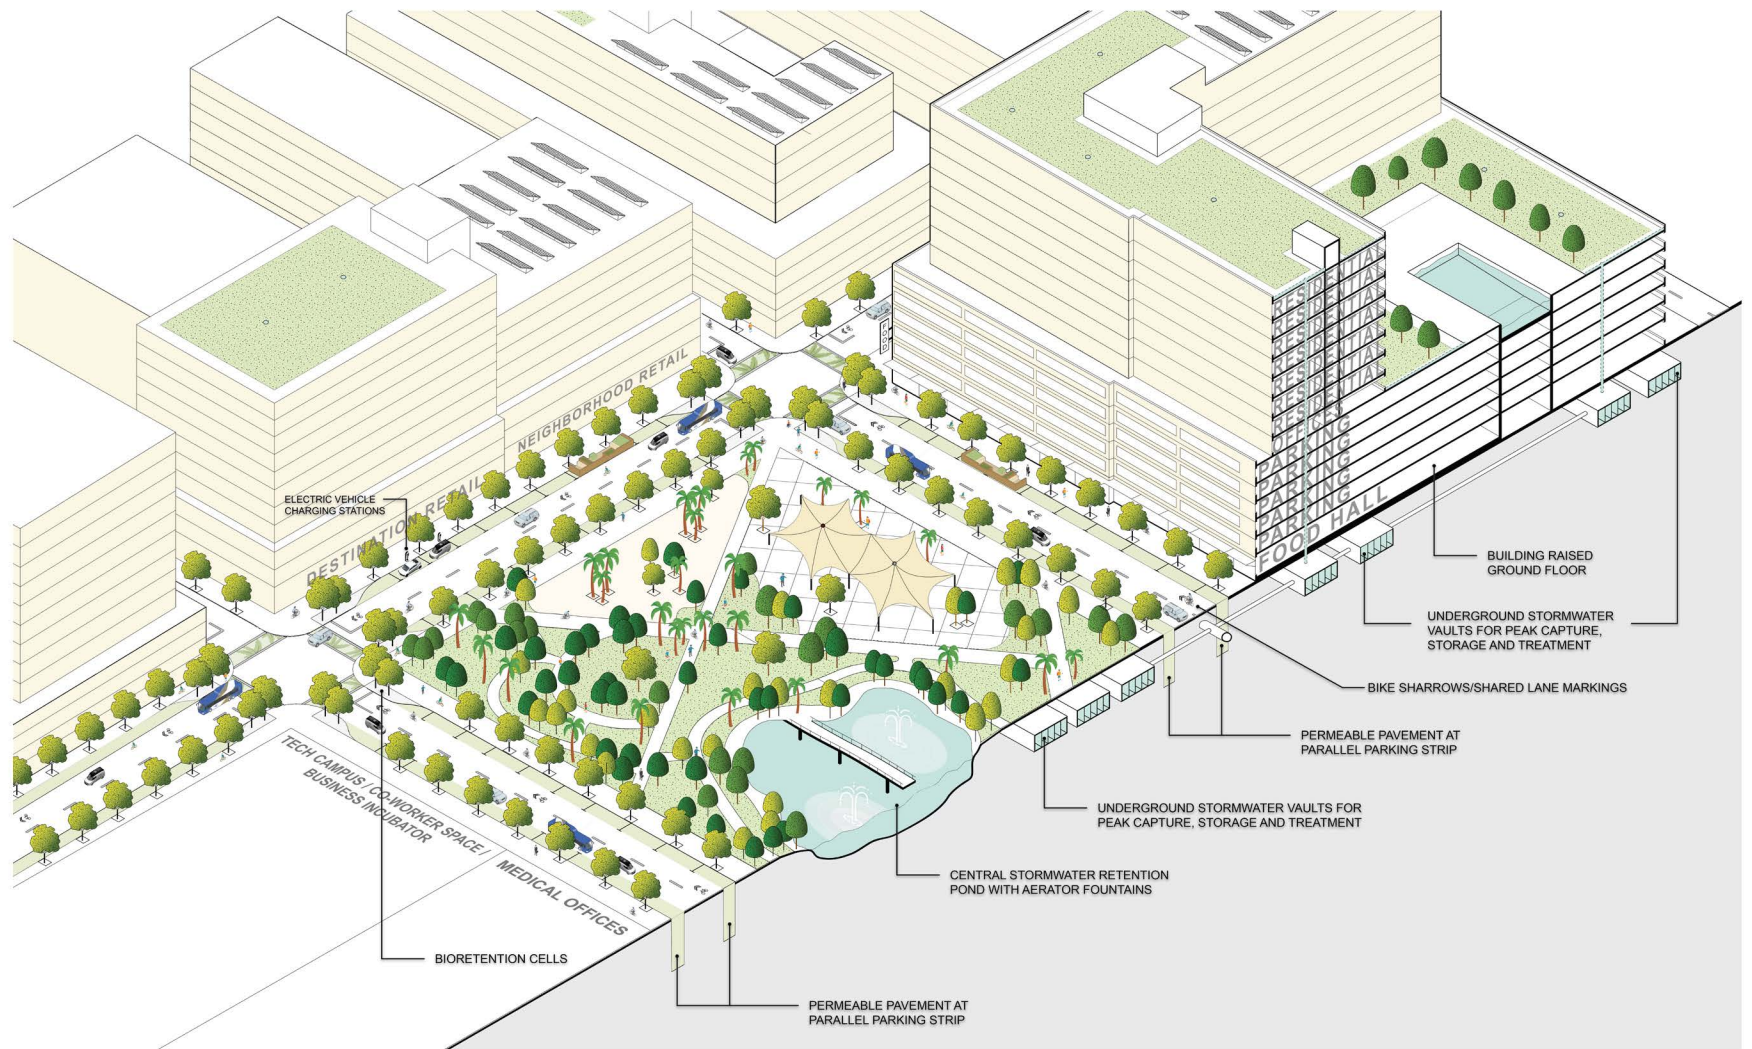 FOOD
NEIGHBORHOOD RETAIL
DESTINATION RETAIL
ELECTRIC VEHICLE
CHARGING STATIONS
RESIDENTIAL
RESIDENTIAL
RESIDENTIAL
RESIDENTIAL
RESIDENTIAL
RESIDENTIAL
RESIDENTIAL
OFFICE
PARKING
PARKING
PARKING
PARKING
FOOD HALL
BUILDING RAISED
GROUND FLOOR
UNDERGROUND STORMWATER
VAULTS FOR PEAK CAPTURE,
STORAGE AND TREATMENT
BIKE SHARROWS/SHARED LANE MARKINGS
PERMEABLE PAVEMENT AT
PARALLEL PARKING STRIP
UNDERGROUND STORMWATER VAULTS FOR
PEAK CAPTURE, STORAGE AND TREATMENT
CENTRAL STORMWATER RETENTION
POND WITH AERATOR FOUNTAINS
TECH CAMPUS / CO-WORKER SPACE /
BUSINESS INCUBATOR
MEDICAL OFFICES
BIORETENTION CELLS
PERMEABLE PAVEMENT AT
PARALLEL PARKING STRIP